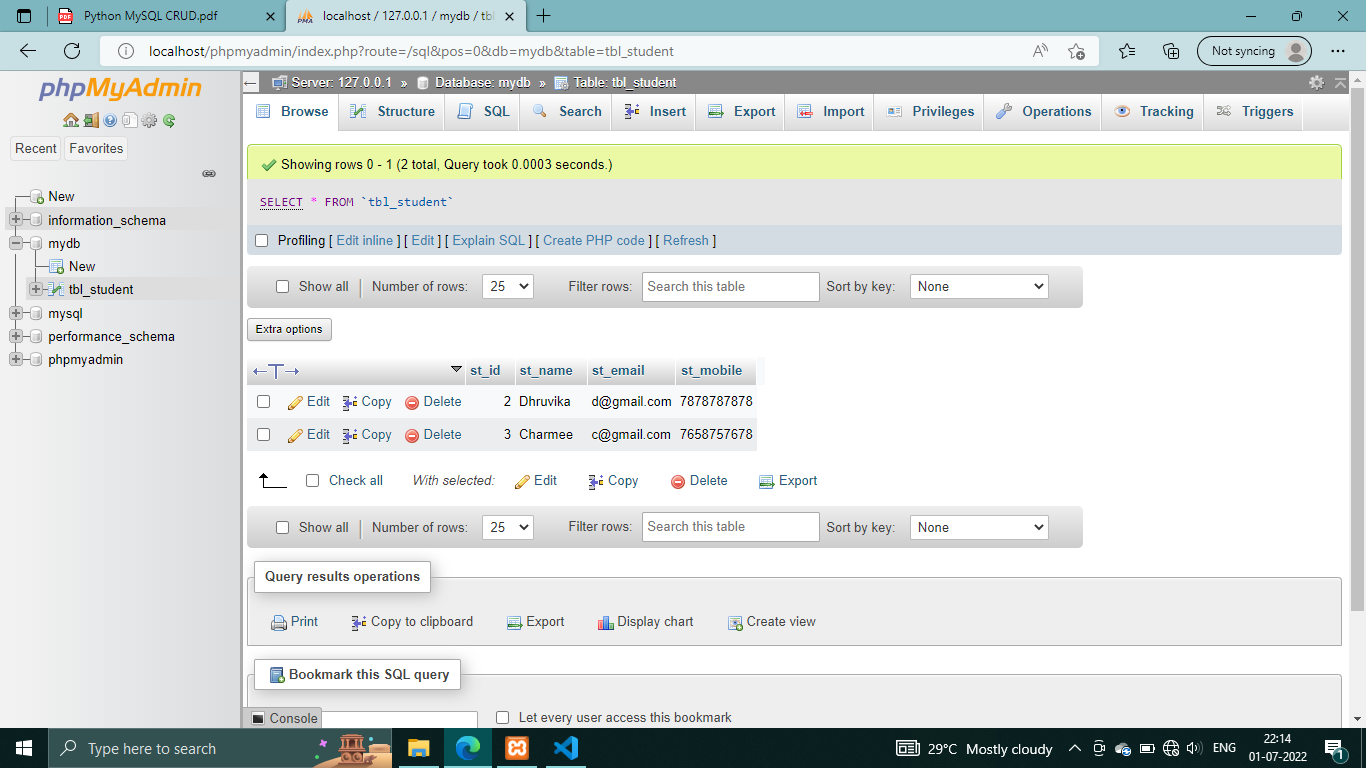 Python MySQL CRUD.pdf
localhost / 127.0.0.1 / mydb / tbl
localhost/phpmyadmin/index.php?route=/sql&pos=0&db=mydb&table=tbl_student
Not syncing
phpMyAdmin
Recent Favorites
New
information_schema
mydb
New
tbl_student
mysql
performance_schema
phpmyadmin
Server: 127.0.0.1 » Database: mydb » Table: tbl_student
Browse Structure SQL Search Insert Export Import Privileges Operations Tracking Triggers
Showing rows 0 - 1 (2 total, Query took 0.0003 seconds.)
SELECT * FROM `tbl_student`
Profiling [ Edit inline ] [ Edit ] [ Explain SQL ] [ Create PHP code ] [ Refresh ]
Show all Number of rows: 25 Filter rows: Search this table Sort by key: None
Extra options
←T→ st_id st_name st_email st_mobile
Edit Copy Delete 2 Dhruvika d@gmail.com 7878787878
Edit Copy Delete 3 Charmee c@gmail.com 7658757678
Check all With selected: Edit Copy Delete Export
Show all Number of rows: 25 Filter rows: Search this table Sort by key: None
Query results operations
Print Copy to clipboard Export Display chart Create view
Bookmark this SQL query
Console Let every user access this bookmark
Type here to search
29°C Mostly cloudy
ENG
22:14
01-07-2022
1